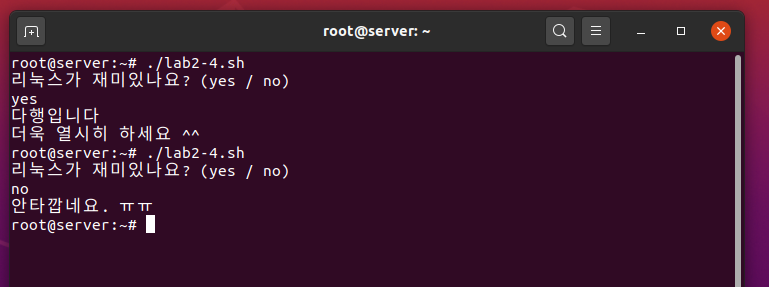 root@server: ~
root@server:~# ./lab2-4.sh
리눅스가 재미있나요? (yes / no)
yes
다행입니다
더욱 열시히 하세요 ^^
root@server:~# ./lab2-4.sh
리눅스가 재미있나요? (yes / no)
no
안타깝네요. ㅠㅠ
root@server:~#